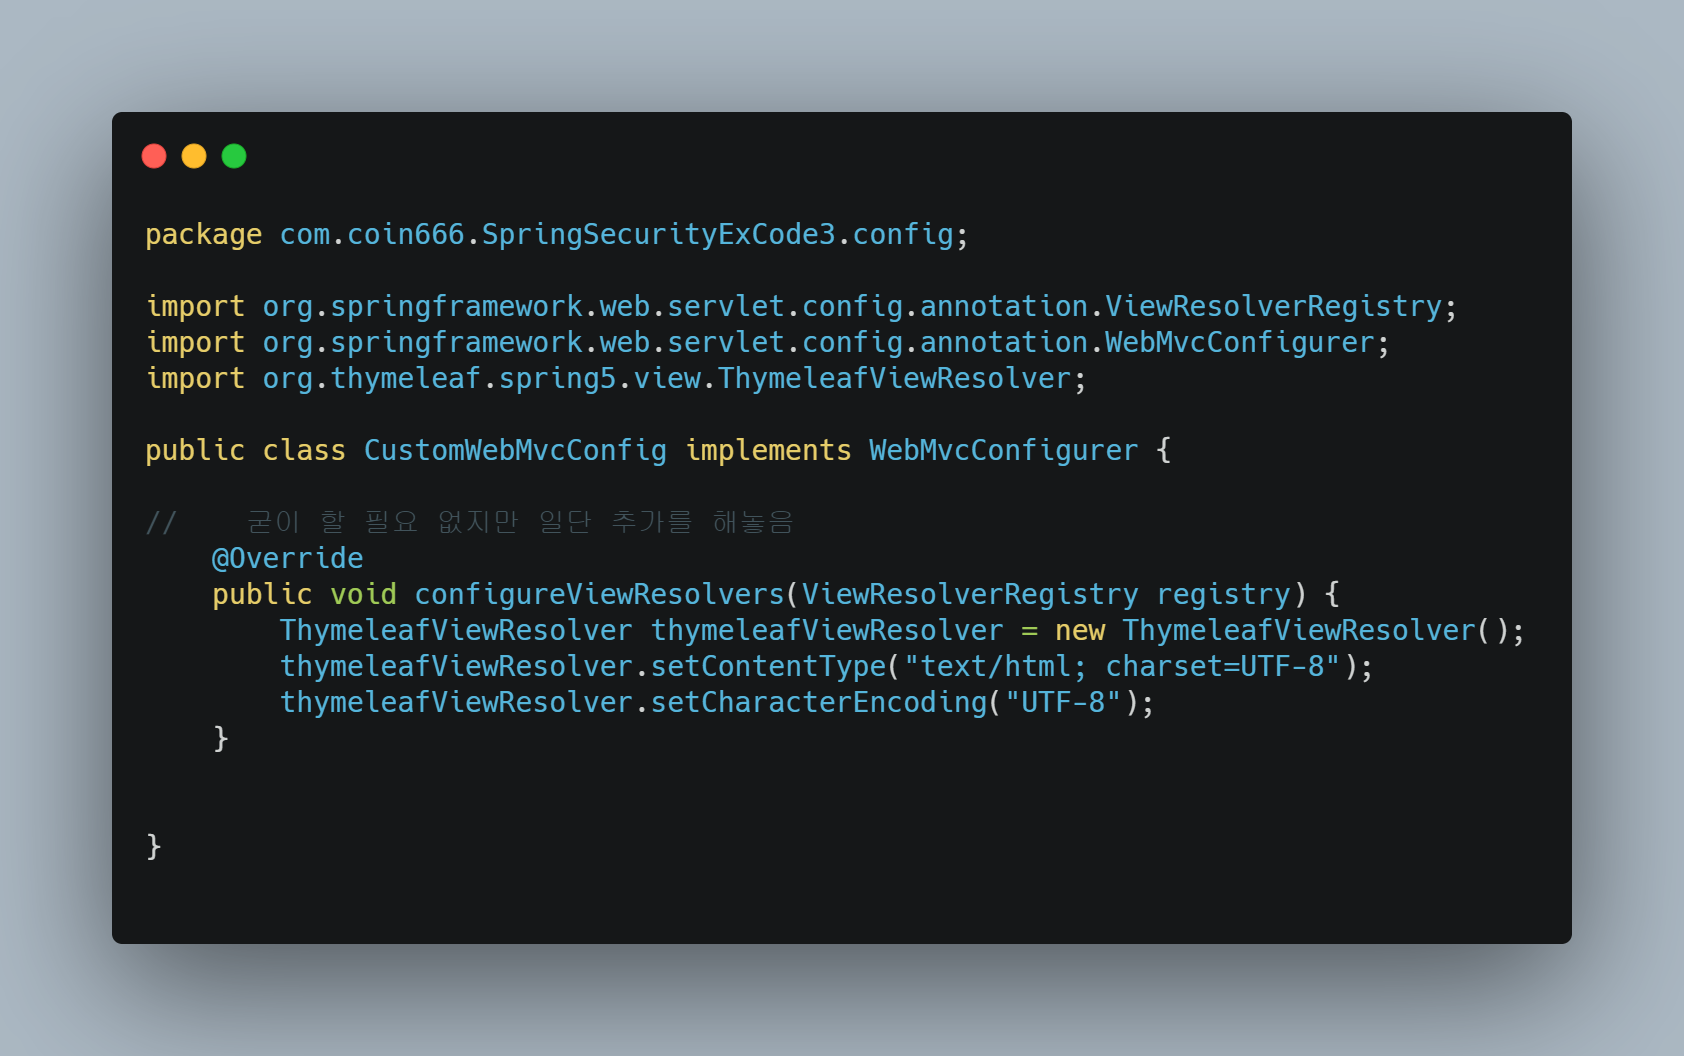 package com.coin666.SpringSecurityExCode3.config;
import org.springframework.web.servlet.config.annotation.ViewResolverRegistry;
import org.springframework.web.servlet.config.annotation.WebMvcConfigurer;
import org.thymeleaf.spring5.view.ThymeleafViewResolver;
public class CustomWebMvcConfig implements WebMvcConfigurer {
//    굳이 할 필요 없지만 일단 추가를 해놓음
    @Override
    public void configureViewResolvers(ViewResolverRegistry registry) {
        ThymeleafViewResolver thymeleafViewResolver = new ThymeleafViewResolver();
        thymeleafViewResolver.setContentType("text/html; charset=UTF-8");
        thymeleafViewResolver.setCharacterEncoding("UTF-8");
    }
}